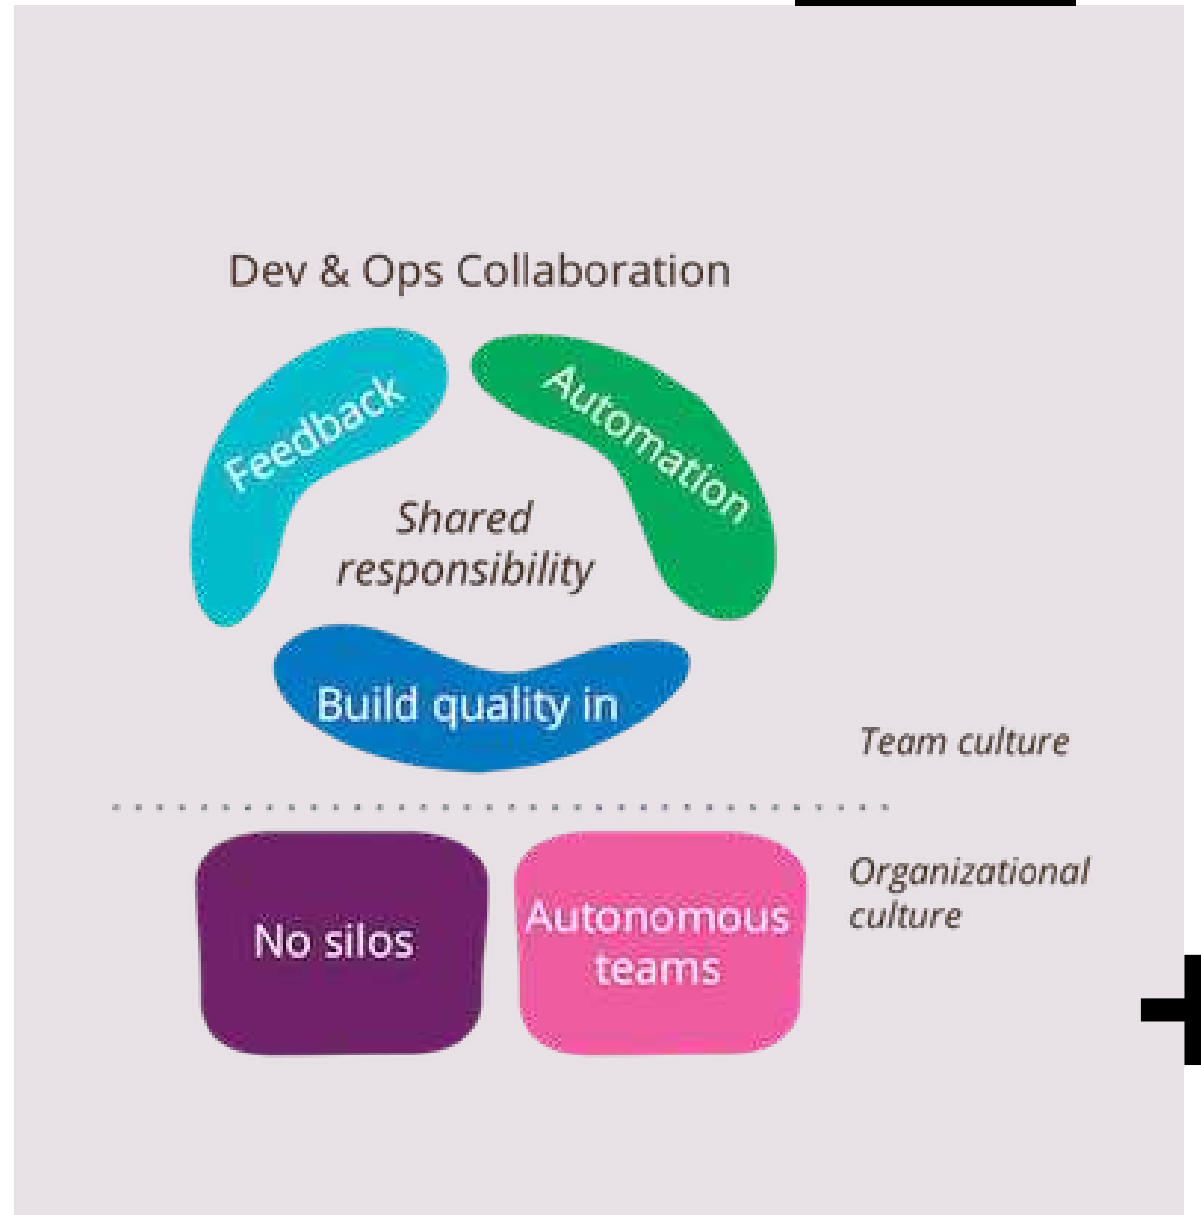 Dev & Ops Collaboration
Feedback
Automation
Shared
responsibility
Build quality in
Team culture
No silos
Autonomous
teams
Organizational
culture